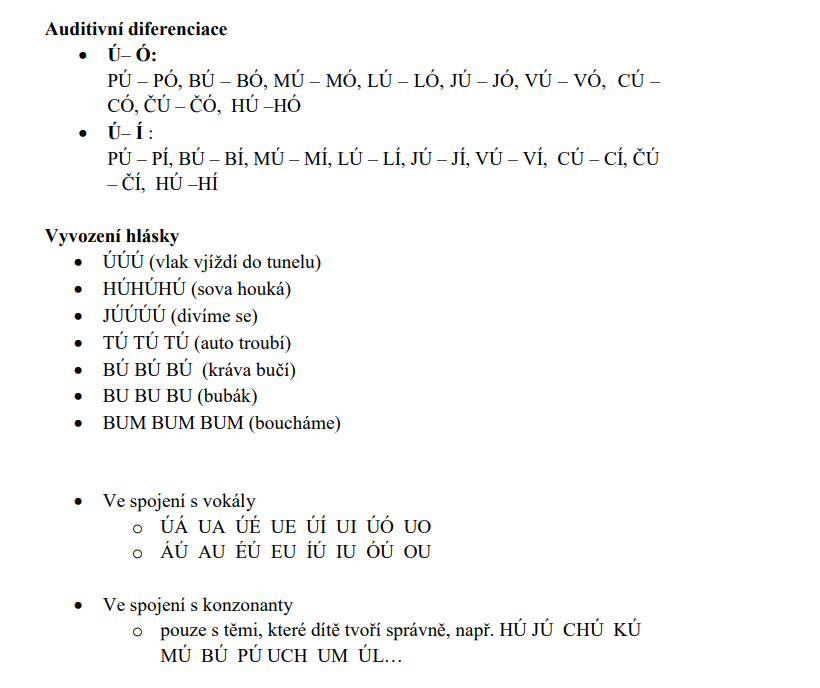 Auditivní diferenciace
• Ú– Ó:
PÚ – PÓ, BÚ – BÓ, MÚ – MÓ, LÚ – LÓ, JÚ – JÓ, VÚ – VÓ,  CÚ –
CÓ, ČÚ – ČÓ,  HÚ –HÓ
• Ú– Í :
PÚ – PÍ, BÚ – BÍ, MÚ – MÍ, LÚ – LÍ, JÚ – JÍ, VÚ – VÍ,  CÚ – CÍ, ČÚ
– ČÍ,  HÚ –HÍ
Vyvození hlásky
• ÚÚÚ (vlak vjíždí do tunelu)
• HÚHÚHÚ (sova houká)
• JÚÚÚÚ (divíme se)
• TÚ TÚ TÚ (auto troubí)
• BÚ BÚ BÚ  (kráva bučí)
• BU BU BU (bubák)
• BUM BUM BUM (boucháme)
• Ve spojení s vokály
o ÚÁ  UA  ÚÉ  UE  ÚÍ  UI  ÚÓ  UO
o ÁÚ  AU  ÉÚ  EU  ÍÚ  IU  ÓÚ  OU
• Ve spojení s konzonanty
o pouze s těmi, které dítě tvoří správně, např. HÚ JÚ  CHÚ  KÚ
MÚ  BÚ  PÚ UCH  UM  ÚL…